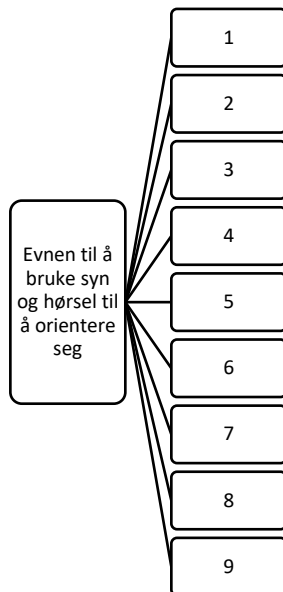 Evnen til å
bruke syn
og hørsel til
å orientere
seg
1
2
3
4
5
6
7
8
9